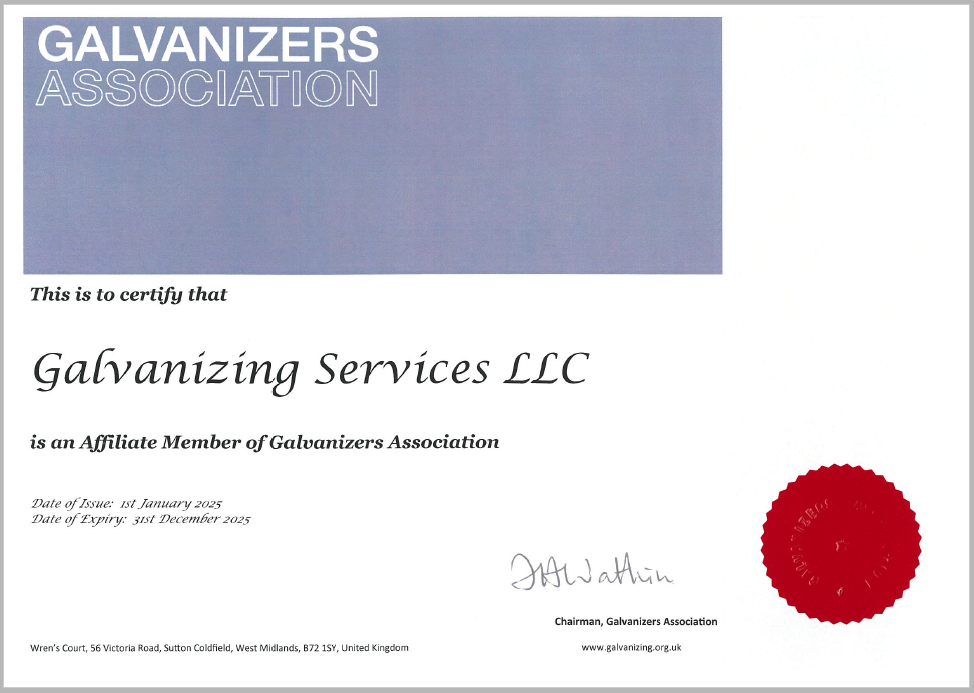 GALVANIZERS
ASSOCIATION
This is to certify that
Galvanizing Services LLC
is an Affiliate Member of Galvanizers Association
Date of Issue: 1st January 2025
Date of Expiry: 31st December 2025
Chairman, Galvanizers Association
Wren's Court, 56 Victoria Road, Sutton Coldfield, West Midlands, B72 1SY, United Kingdom
www.galvanizing.org.uk